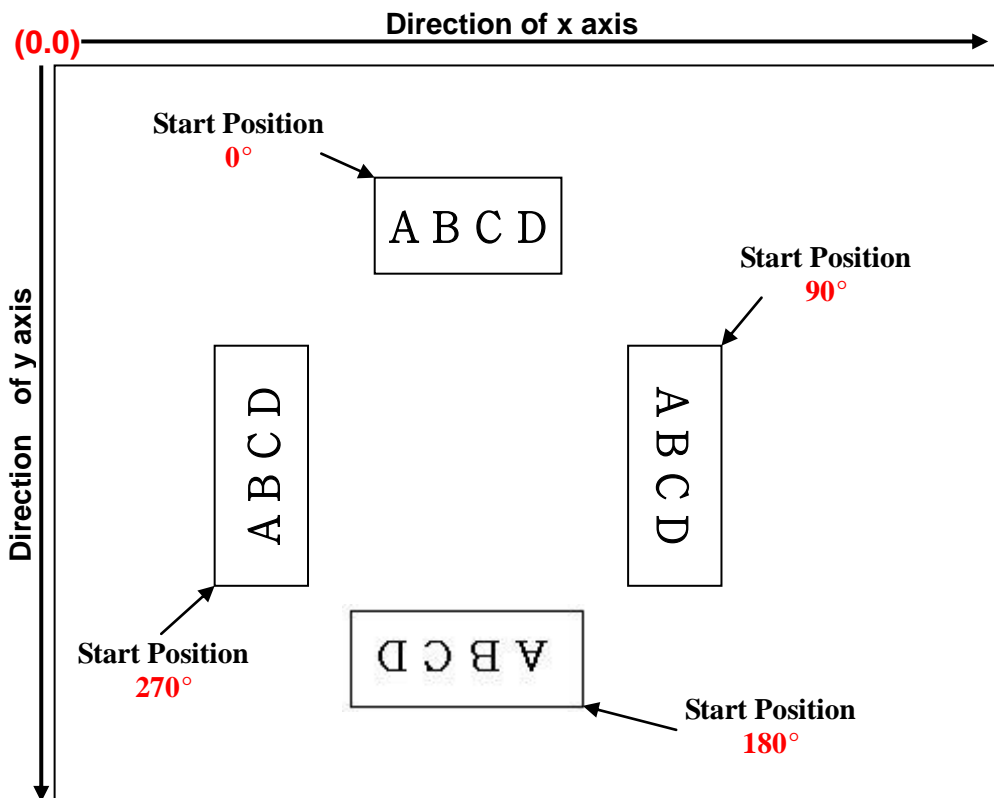 Direction of x axis
(0.0)
Start Position
0°
A B C D
Start Position
90°
Direction of y axis
A B C D
A B C D
Start Position
270°
A B C D
Start Position
180°